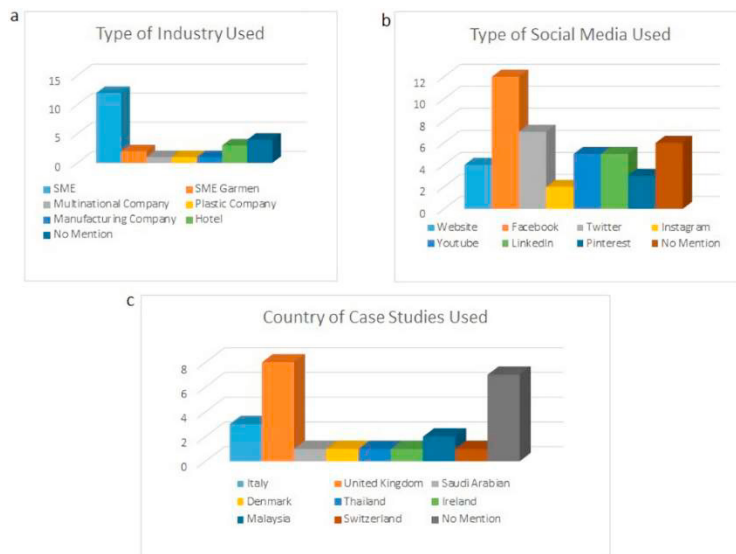 a
Type of Industry Used
15
10
5
0
SME SME Garmen
Multinational Company Plastic Company
Manufacturing Company Hotel
No Mention
b
Type of Social Media Used
12
10
8
6
4
2
0
Website Facebook Twitter Instagram
Youtube LinkedIn Pinterest No Mention
c
Country of Case Studies Used
8
6
4
2
0
Italy United Kingdom Saudi Arabian
Denmark Thailand Ireland
Malaysia Switzerland No Mention